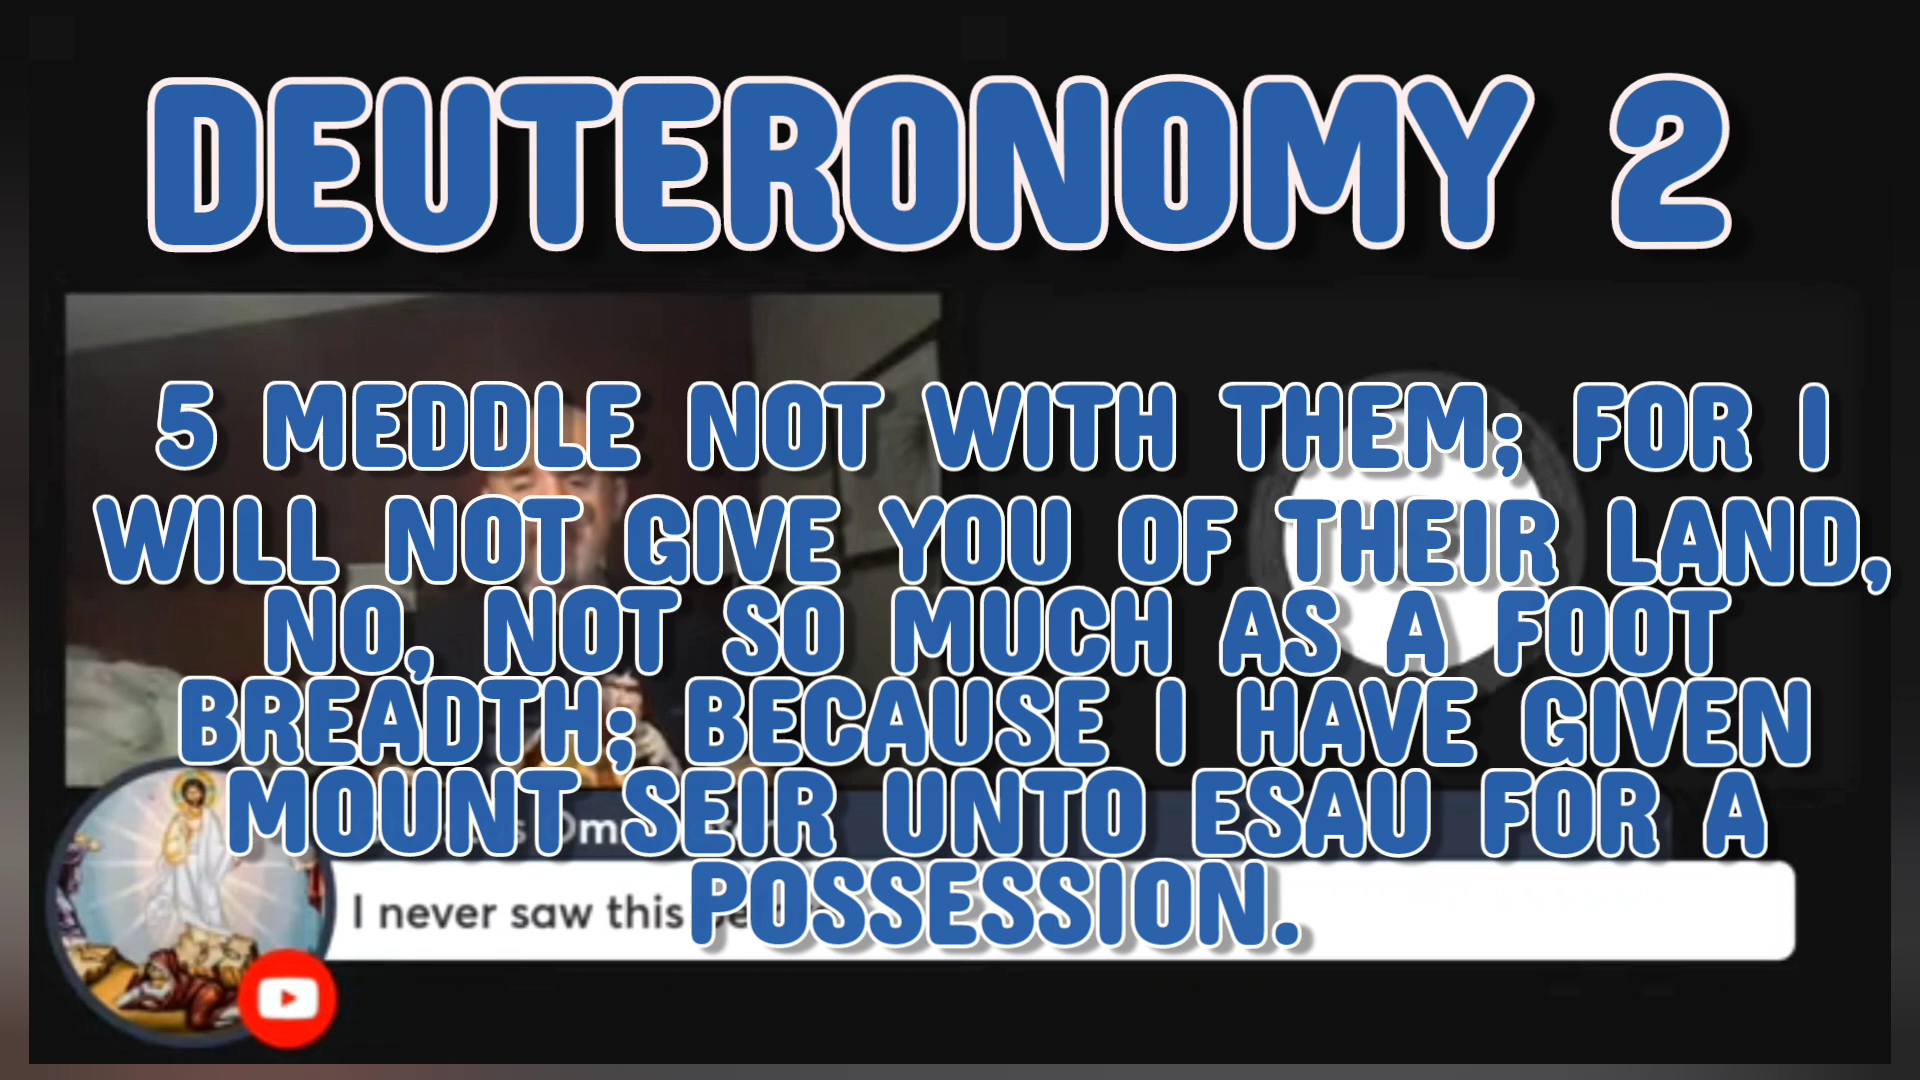 DEUTERONOMY 2
5 MEDDLE NOT WITH THEM; FOR I
WILL NOT GIVE YOU OF THEIR LAND,
NO, NOT SO MUCH AS A FOOT
BREADTH; BECAUSE I HAVE GIVEN
MOUNT SEIR UNTO ESAU FOR A
POSSESSION.
I never saw this